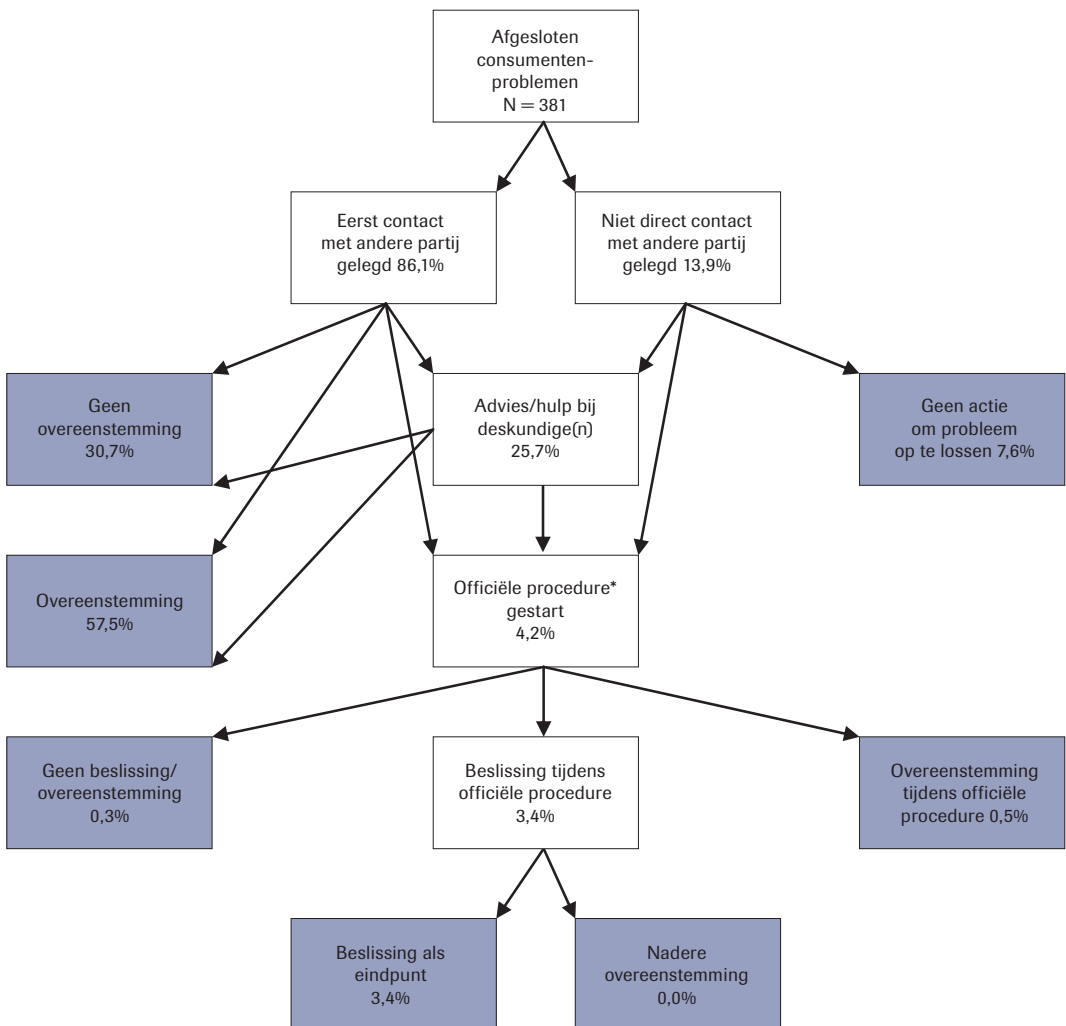 Afgesloten
consumenten-
problemen
N = 381
Eerst contact
met andere partij
gelegd 86,1%
Niet direct contact
met andere partij
gelegd 13,9%
Geen
overeenstemming
30,7%
Advies/hulp bij
deskundige(n)
25,7%
Geen actie
om probleem
op te lossen 7,6%
Overeenstemming
57,5%
Officiële procedure*
gestart
4,2%
Geen beslissing/
overeenstemming
0,3%
Beslissing tijdens
officiële procedure
3,4%
Overeenstemming
tijdens officiële
procedure 0,5%
Beslissing als
eindpunt
3,4%
Nadere
overeenstemming
0,0%